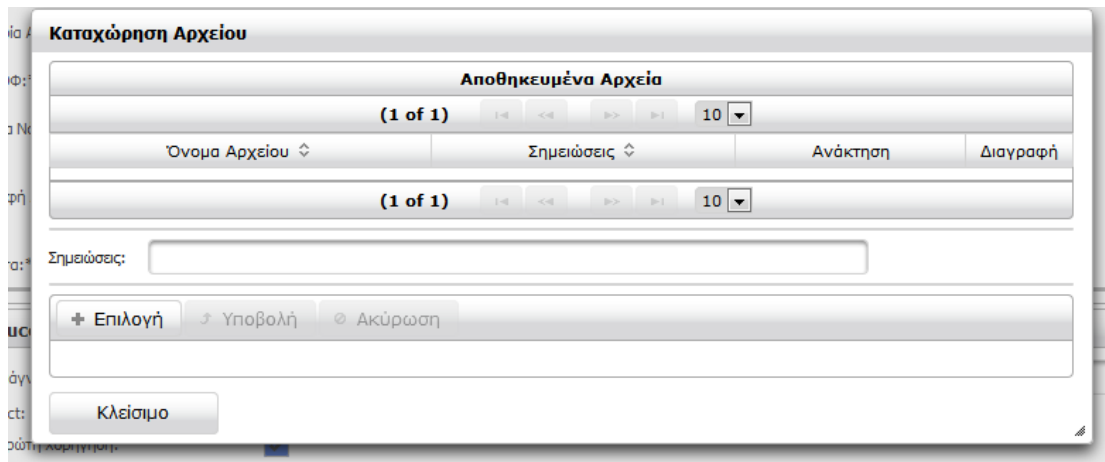 Καταχώρηση Αρχείου
Αποθηκευμένα Αρχεία
(1 of 1) 10
Όνομα Αρχείου Σημειώσεις Ανάκτηση Διαγραφή
(1 of 1) 10
Σημειώσεις:
Επιλογή Υποβολή Ακύρωση
Κλείσιμο